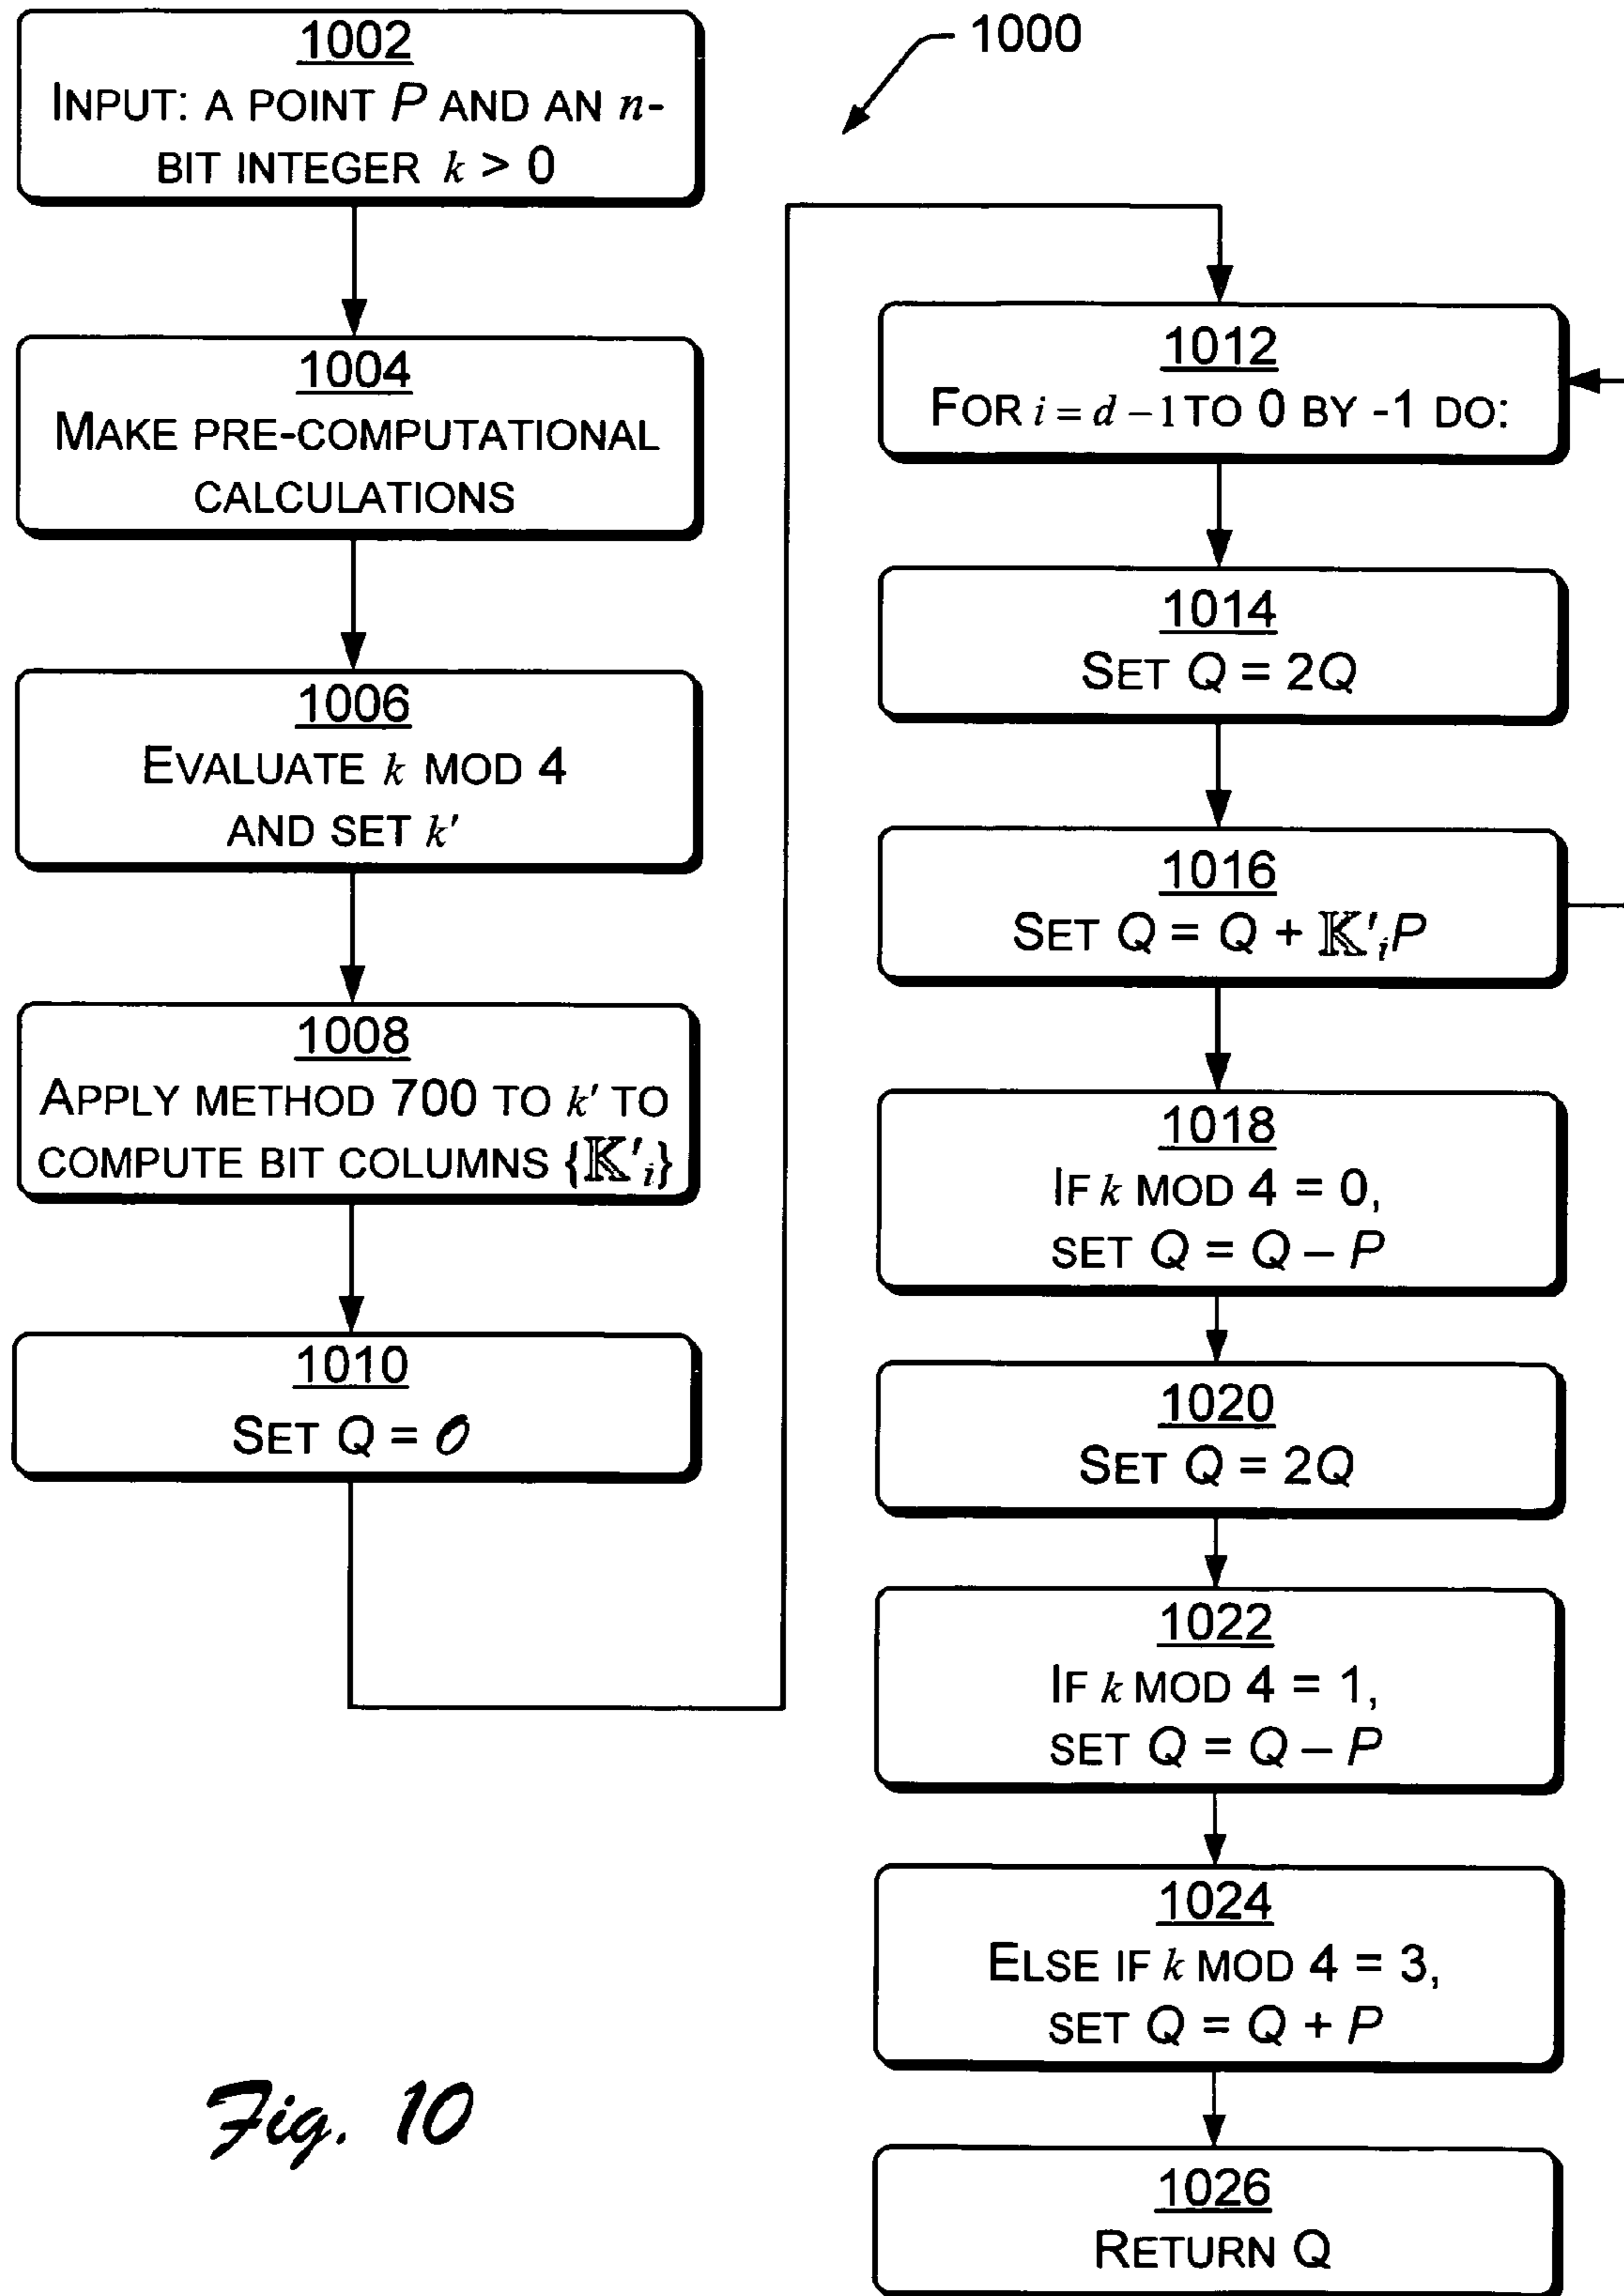 1000
1002
INPUT: A POINT P AND AN n-
BIT INTEGER k > 0
1004
MAKE PRE-COMPUTATIONAL
CALCULATIONS
1006
EVALUATE k MOD 4
AND SET k'
1008
APPLY METHOD 700 TO k' TO
COMPUTE BIT COLUMNS {𝕂'ᵢ}
1010
SET Q = 𝒪
1012
FOR i = d – 1 TO 0 BY -1 DO:
1014
SET Q = 2Q
1016
SET Q = Q + 𝕂'ᵢP
1018
IF k MOD 4 = 0,
SET Q = Q – P
1020
SET Q = 2Q
1022
IF k MOD 4 = 1,
SET Q = Q – P
1024
ELSE IF k MOD 4 = 3,
SET Q = Q + P
1026
RETURN Q
Fig. 10